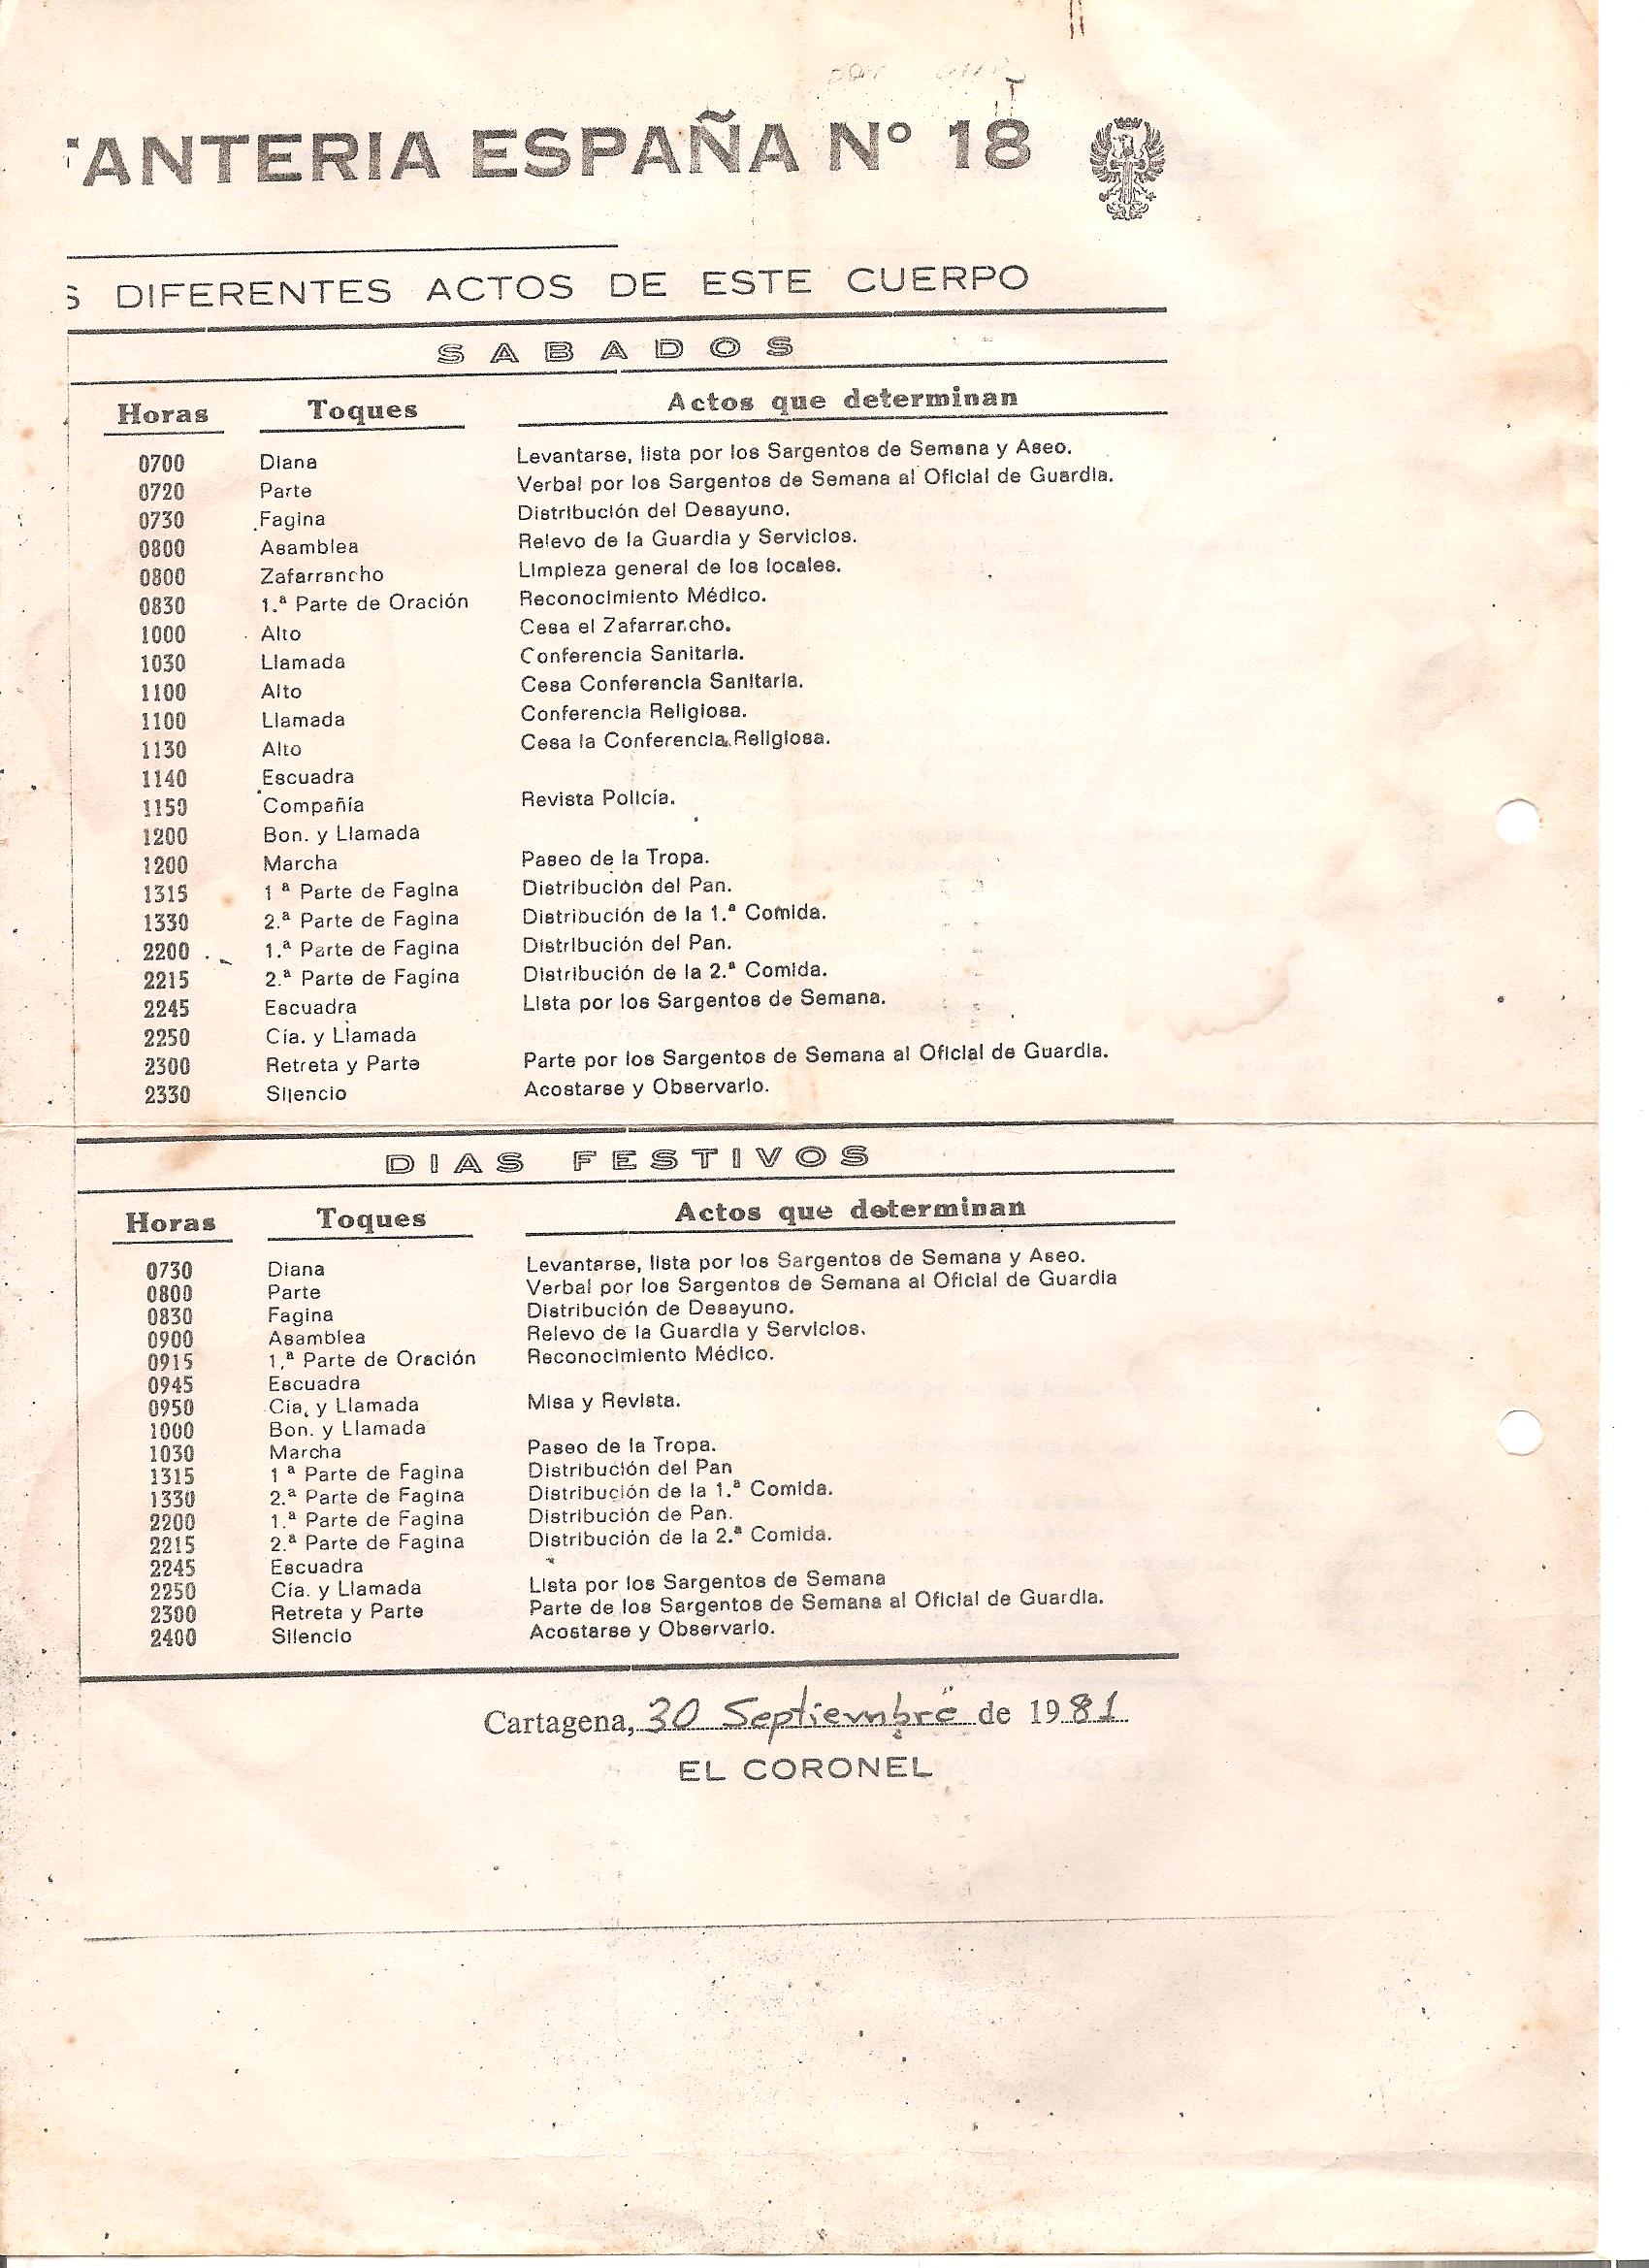 FANTERIA ESPAÑA Nº 18
S DIFERENTES ACTOS DE ESTE CUERPO
SABADOS
Horas Toques Actos que determinan
0700 Diana Levantarse, lista por los Sargentos de Semana y Aseo.
0720 Parte Verbal por los Sargentos de Semana al Oficial de Guardia.
0730 Fagina Distribución del Desayuno.
0800 Asamblea Relevo de la Guardia y Servicios.
0800 Zafarrancho Limpieza general de los locales.
0830 1.ª Parte de Oración Reconocimiento Médico.
1000 Alto Cesa el Zafarrancho.
1030 Llamada Conferencia Sanitaria.
1100 Alto Cesa Conferencia Sanitaria.
1100 Llamada Conferencia Religiosa.
1130 Alto Cesa la Conferencia Religiosa.
1140 Escuadra
1150 Compañía Revista Policía.
1200 Bon. y Llamada
1200 Marcha Paseo de la Tropa.
1315 1 ª Parte de Fagina Distribución del Pan.
1330 2.ª Parte de Fagina Distribución de la 1.ª Comida.
2200 1.ª Parte de Fagina Distribución del Pan.
2215 2.ª Parte de Fagina Distribución de la 2.ª Comida.
2245 Escuadra Lista por los Sargentos de Semana.
2250 Cía. y Llamada
2300 Retreta y Parte Parte por los Sargentos de Semana al Oficial de Guardia.
2330 Silencio Acostarse y Observarlo.
DIAS FESTIVOS
Horas Toques Actos que determinan
0730 Diana Levantarse, lista por los Sargentos de Semana y Aseo.
0800 Parte Verbal por los Sargentos de Semana al Oficial de Guardia
0830 Fagina Distribución de Desayuno.
0900 Asamblea Relevo de la Guardia y Servicios.
0915 1.ª Parte de Oración Reconocimiento Médico.
0945 Escuadra
0950 Cia. y Llamada Misa y Revista.
1000 Bon. y Llamada
1030 Marcha Paseo de la Tropa.
1315 1 ª Parte de Fagina Distribución del Pan
1330 2.ª Parte de Fagina Distribución de la 1.ª Comida.
2200 1.ª Parte de Fagina Distribución de Pan.
2215 2.ª Parte de Fagina Distribución de la 2.ª Comida.
2245 Escuadra
2250 Cía. y Llamada Lista por los Sargentos de Semana
2300 Retreta y Parte Parte de los Sargentos de Semana al Oficial de Guardia.
2400 Silencio Acostarse y Observarlo.
Cartagena, 30 Septiembre de 1981
EL CORONEL